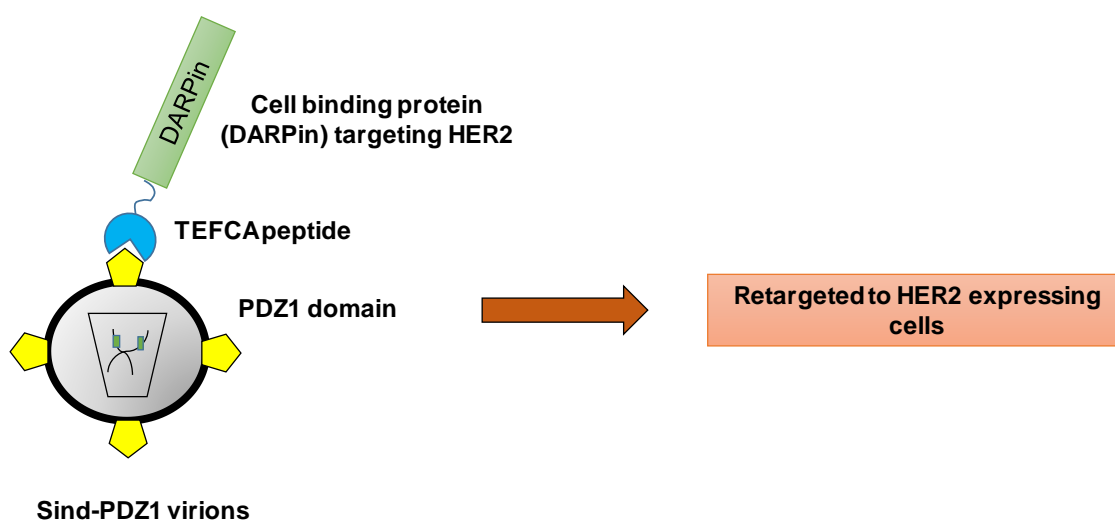 DARPin
Cell binding protein
(DARPin) targeting HER2
TEFCApeptide
PDZ1 domain
Retargeted to HER2 expressing
cells
Sind-PDZ1 virions